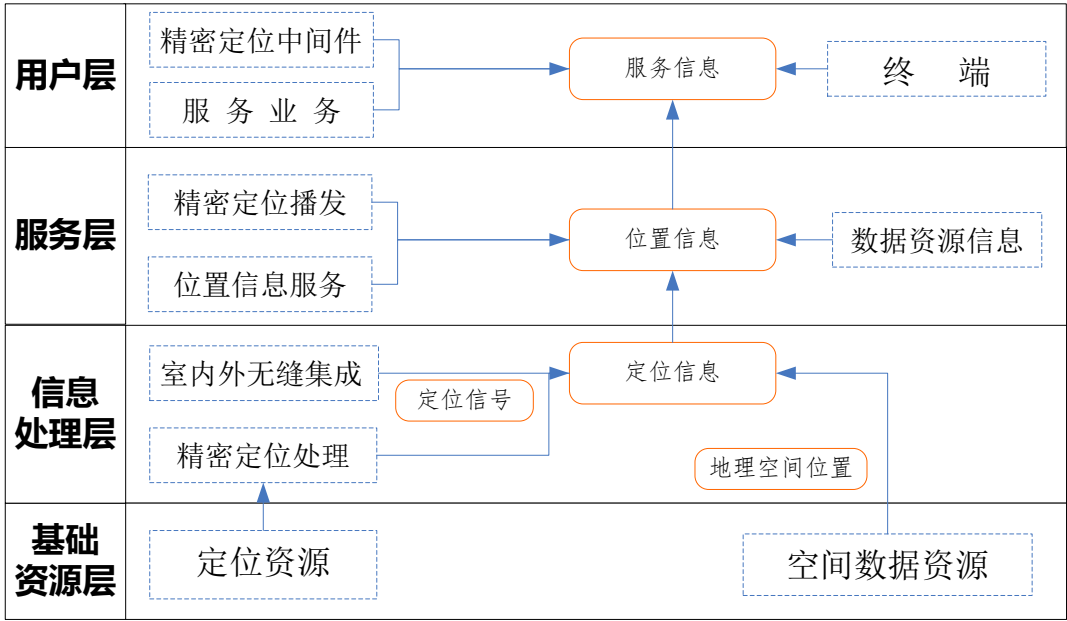 用户层
精密定位中间件
服务业务
服务信息
终端
服务层
精密定位播发
位置信息服务
位置信息
数据资源信息
信息
处理层
室内外无缝集成
定位信号
精密定位处理
定位信息
地理空间位置
基础
资源层
定位资源
空间数据资源